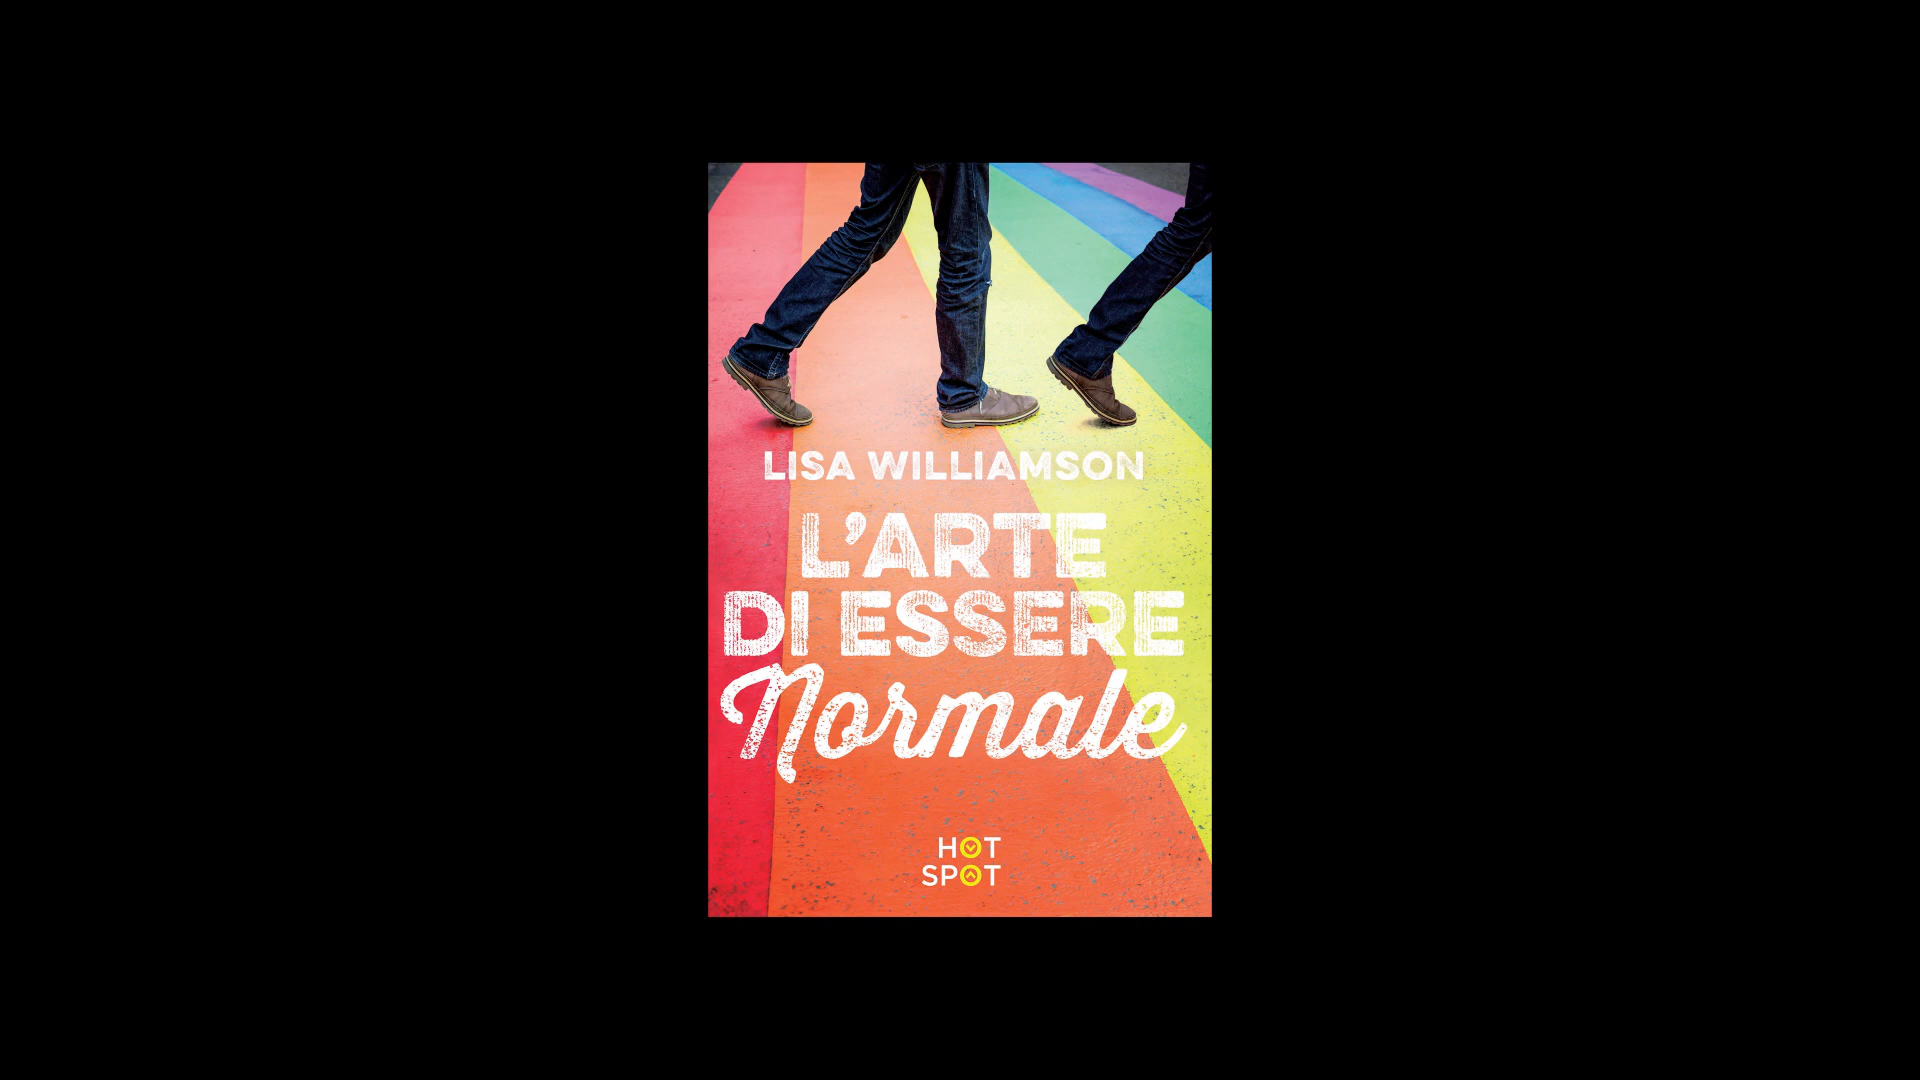 LISA WILLIAMSON
L'ARTE
DI ESSERE
Normale
HOT
SPOT